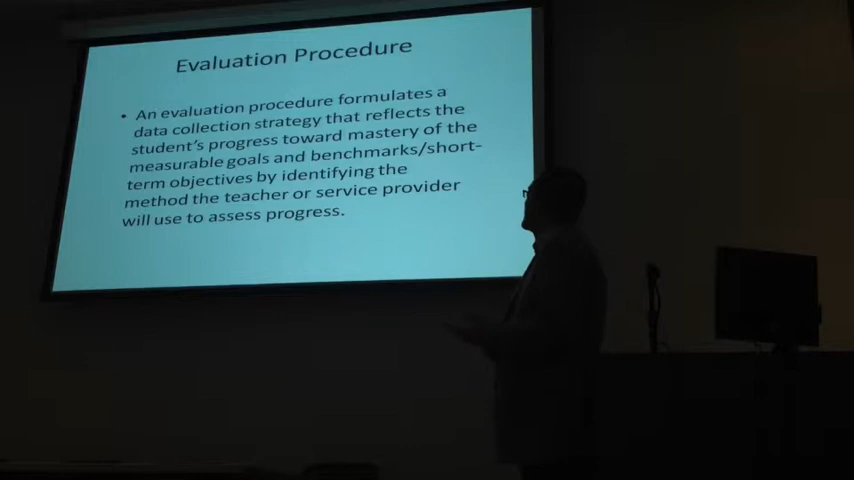 Evaluation Procedure
• An evaluation procedure formulates a
data collection strategy that reflects the
student's progress toward mastery of the
measurable goals and benchmarks/short-
term objectives by identifying the
method the teacher or service provider
will use to assess progress.